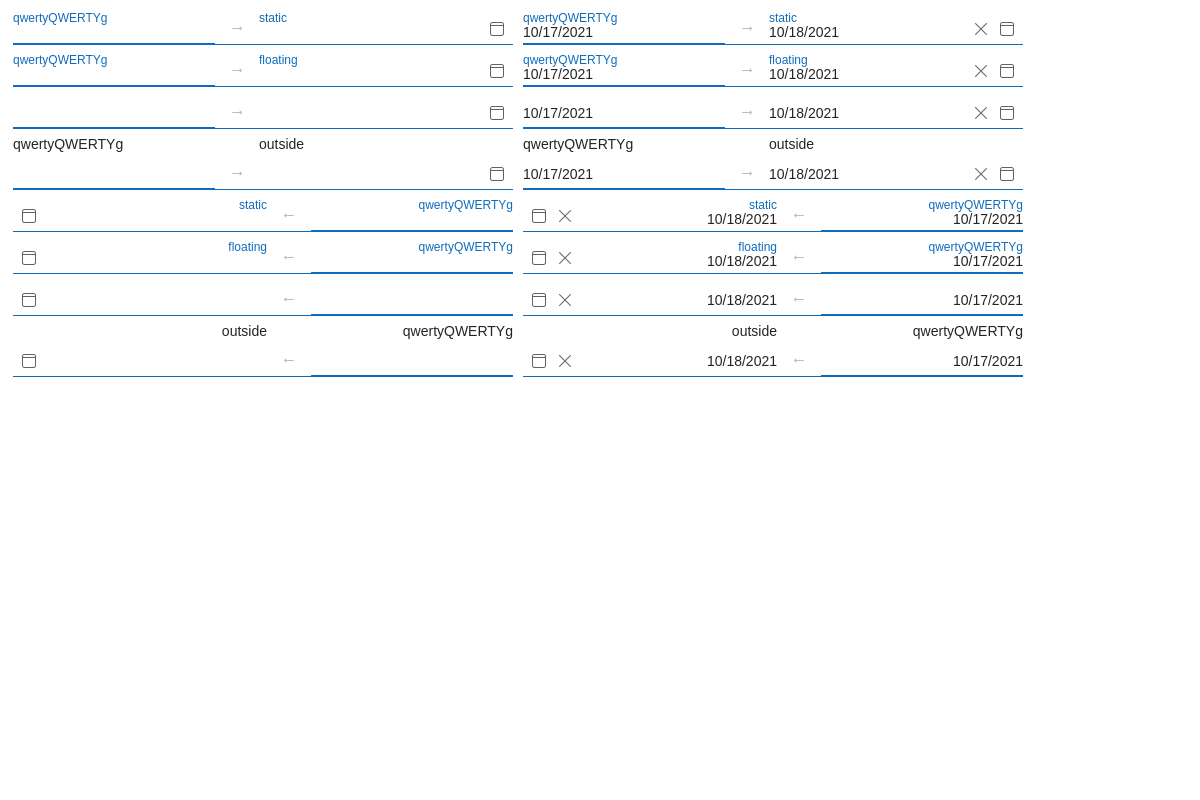 qwertyQWERTYg → static
qwertyQWERTYg → static
10/17/2021 10/18/2021
qwertyQWERTYg → floating
qwertyQWERTYg → floating
10/17/2021 10/18/2021
→
10/17/2021 → 10/18/2021
qwertyQWERTYg outside
→
qwertyQWERTYg outside
10/17/2021 → 10/18/2021
static ← qwertyQWERTYg
static ← qwertyQWERTYg
10/18/2021 10/17/2021
floating ← qwertyQWERTYg
floating ← qwertyQWERTYg
10/18/2021 10/17/2021
←
10/18/2021 ← 10/17/2021
outside qwertyQWERTYg
←
outside qwertyQWERTYg
10/18/2021 ← 10/17/2021